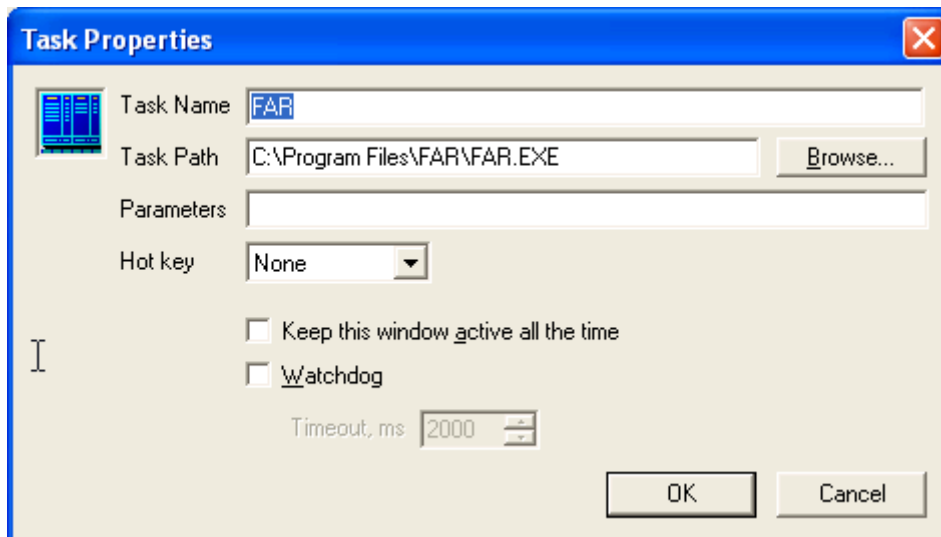 Task Properties
Task Name FAR
Task Path C:\Program Files\FAR\FAR.EXE Browse...
Parameters
Hot key None
Keep this window active all the time
Watchdog
Timeout, ms 2000
OK Cancel